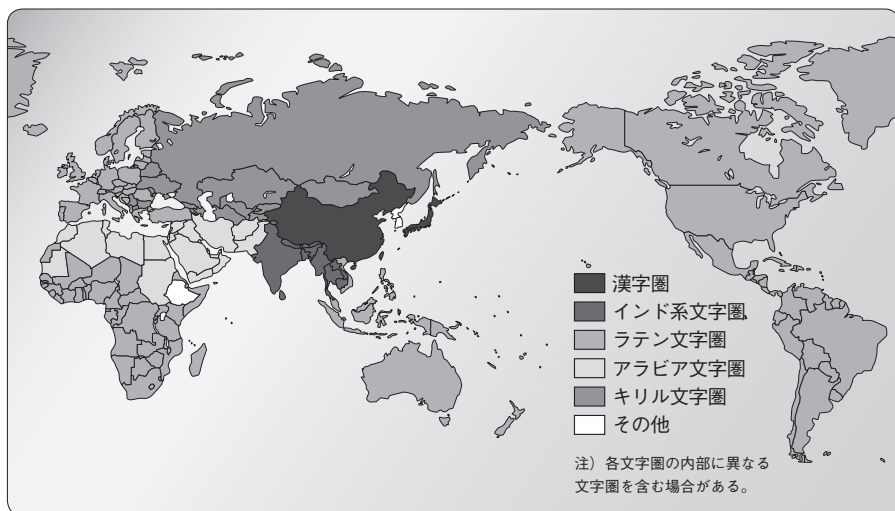 漢字圏
インド系文字圏
ラテン文字圏
アラビア文字圏
キリル文字圏
その他
注）各文字圏の内部に異なる
文字圏を含む場合がある。